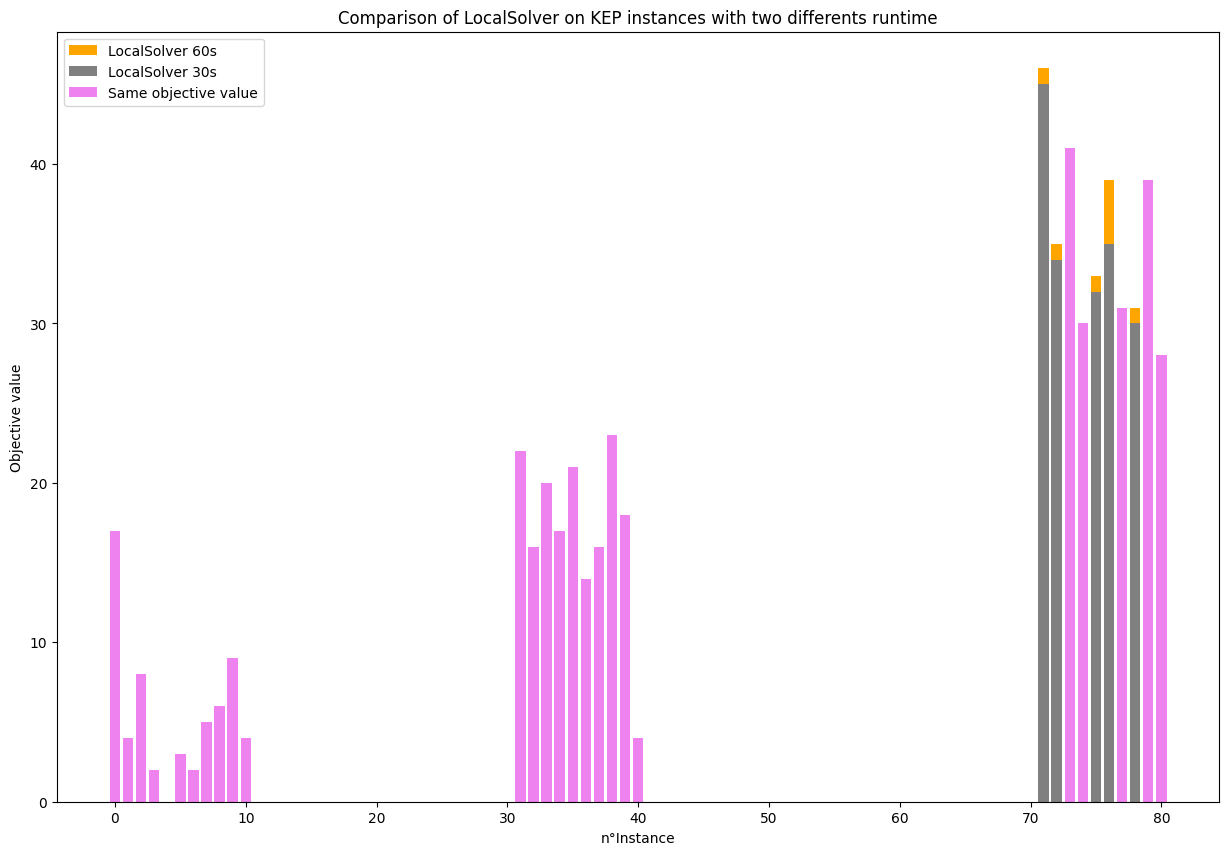 Comparison of LocalSolver on KEP instances with two differents runtime
LocalSolver 60s
LocalSolver 30s
Same objective value
40
30
20
10
0
Objective value
0 10 20 30 40 50 60 70 80
n°Instance